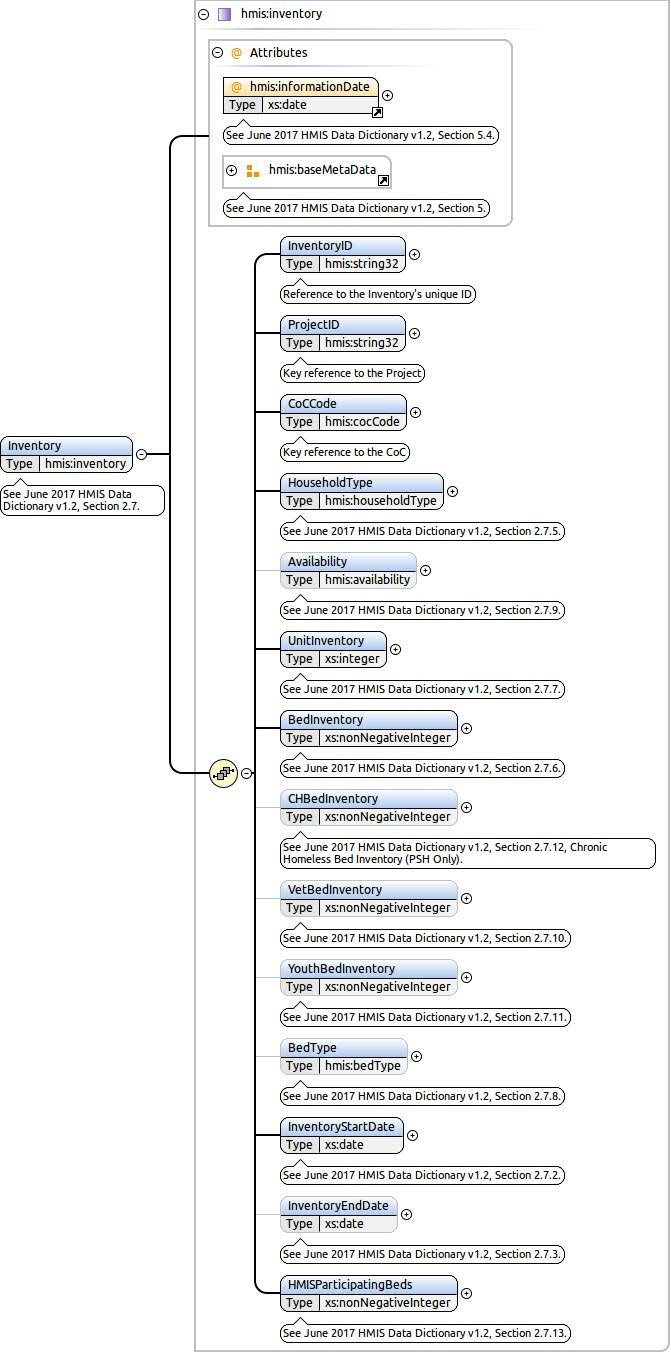 hmis:inventory
Attributes
@ hmis:informationDate
Type xs:date
See June 2017 HMIS Data Dictionary v1.2, Section 5.4.
hmis:baseMetaData
See June 2017 HMIS Data Dictionary v1.2, Section 5.
InventoryID
Type hmis:string32
Reference to the Inventory's unique ID
ProjectID
Type hmis:string32
Key reference to the Project
CoCCode
Type hmis:cocCode
Key reference to the CoC
Inventory
Type hmis:inventory
See June 2017 HMIS Data
Dictionary v1.2, Section 2.7.
HouseholdType
Type hmis:householdType
See June 2017 HMIS Data Dictionary v1.2, Section 2.7.5.
Availability
Type hmis:availability
See June 2017 HMIS Data Dictionary v1.2, Section 2.7.9.
UnitInventory
Type xs:integer
See June 2017 HMIS Data Dictionary v1.2, Section 2.7.7.
BedInventory
Type xs:nonNegativeInteger
See June 2017 HMIS Data Dictionary v1.2, Section 2.7.6.
CHBedInventory
Type xs:nonNegativeInteger
See June 2017 HMIS Data Dictionary v1.2, Section 2.7.12, Chronic
Homeless Bed Inventory (PSH Only).
VetBedInventory
Type xs:nonNegativeInteger
See June 2017 HMIS Data Dictionary v1.2, Section 2.7.10.
YouthBedInventory
Type xs:nonNegativeInteger
See June 2017 HMIS Data Dictionary v1.2, Section 2.7.11.
BedType
Type hmis:bedType
See June 2017 HMIS Data Dictionary v1.2, Section 2.7.8.
InventoryStartDate
Type xs:date
See June 2017 HMIS Data Dictionary v1.2, Section 2.7.2.
InventoryEndDate
Type xs:date
See June 2017 HMIS Data Dictionary v1.2, Section 2.7.3.
HMISParticipatingBeds
Type xs:nonNegativeInteger
See June 2017 HMIS Data Dictionary v1.2, Section 2.7.13.